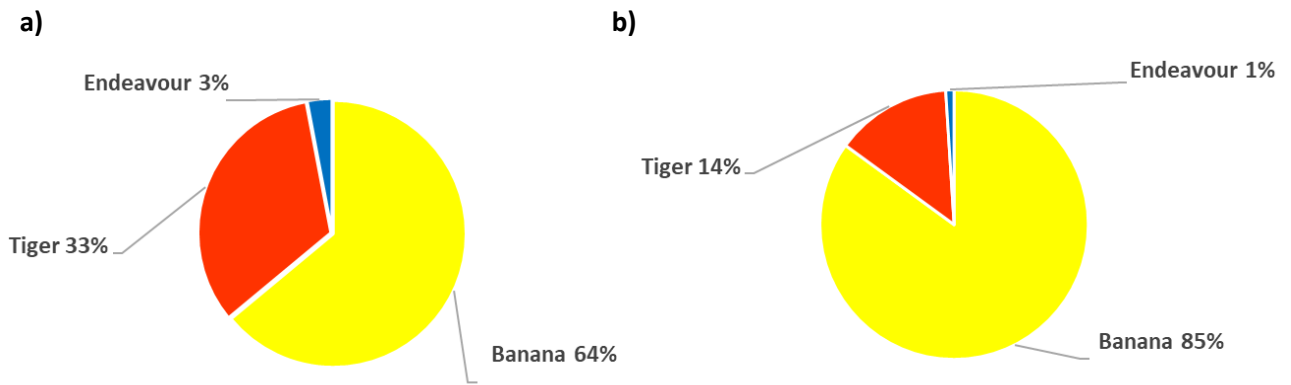 a)
Endeavour 3%
Tiger 33%
Banana 64%
b)
Endeavour 1%
Tiger 14%
Banana 85%